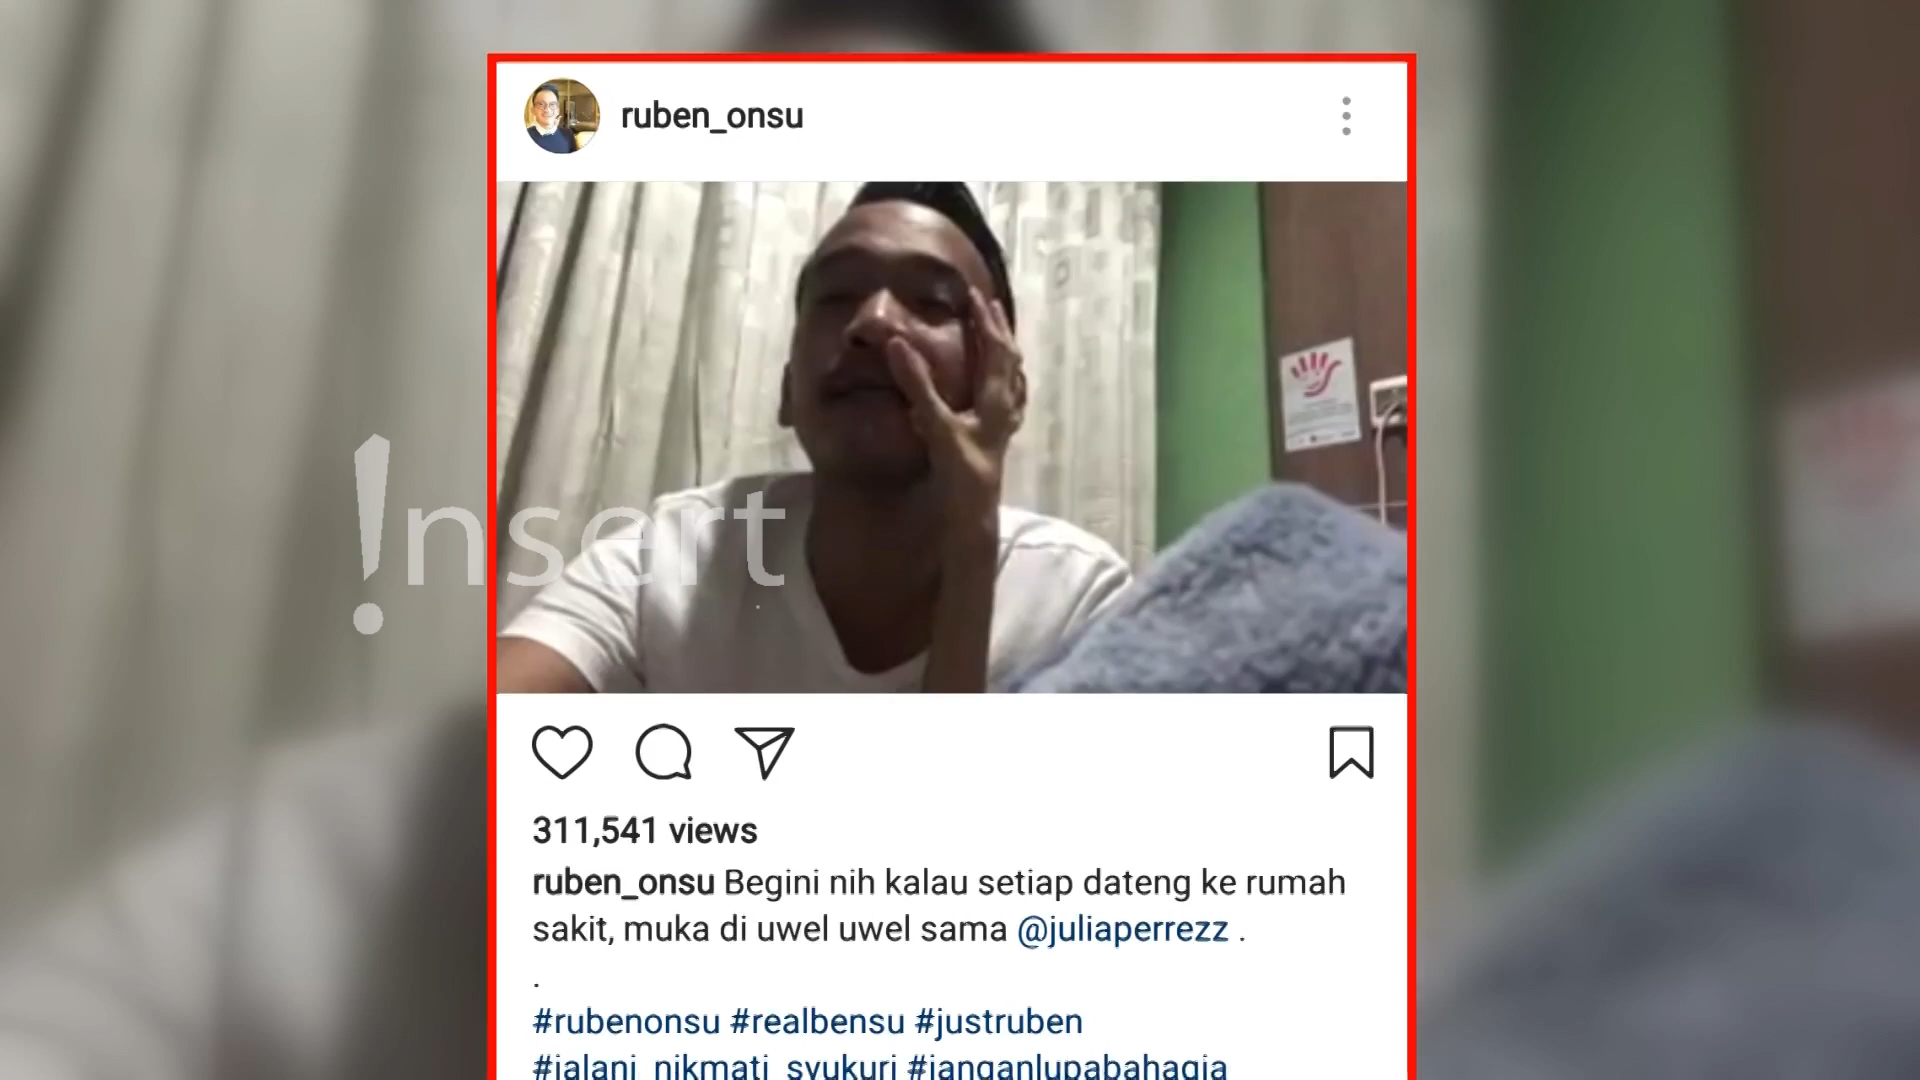 ruben_onsu
!nsert
311,541 views
ruben_onsu Begini nih kalau setiap dateng ke rumah
sakit, muka di uwel uwel sama @juliaperrezz .
.
#rubenonsu #realbensu #justruben
#jalani_nikmati_syukuri #janganlupabahagia